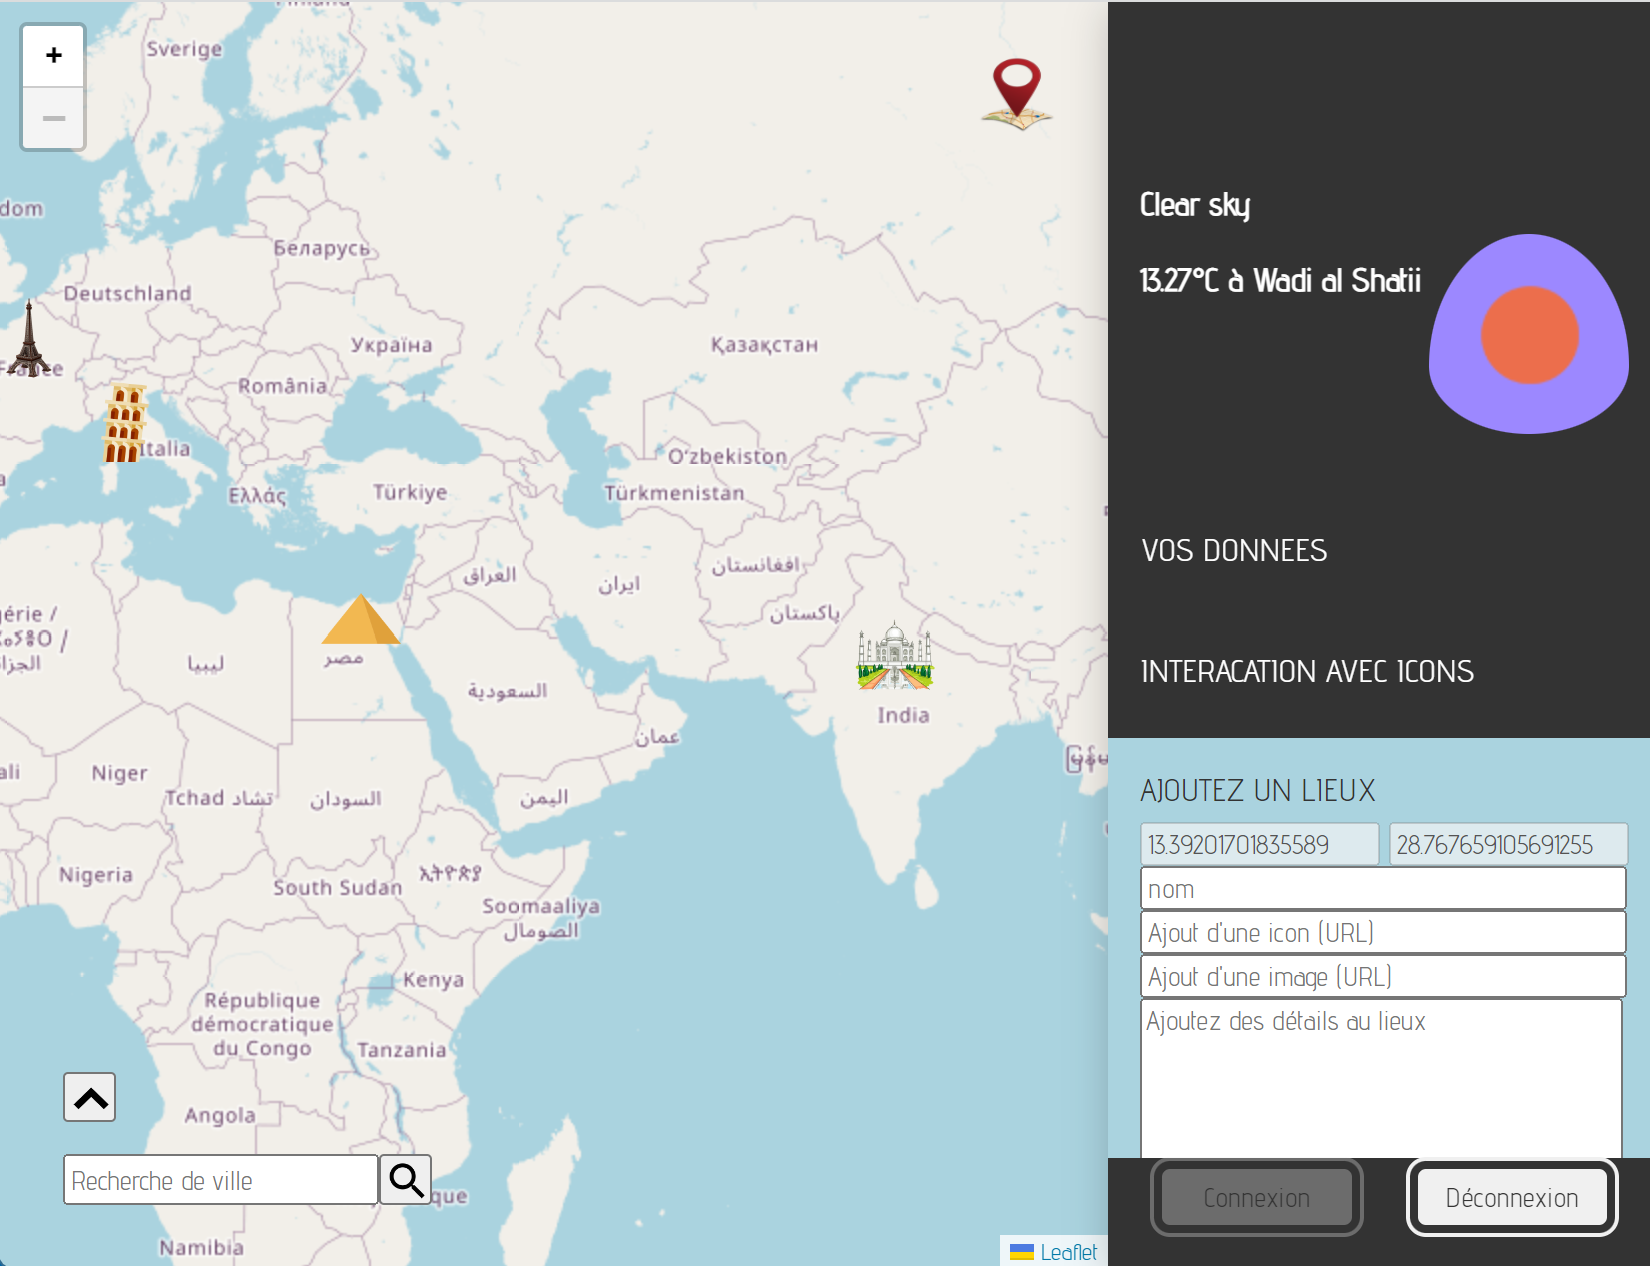 Sverige
dom
Беларусь
Deutschland
Україна
Қазақстан
France
România
Italia
O'zbekiston
Ελλάς
Türkiye
Türkmenistan
العراق
ایران
افغانستان
پاکستان
gérie /
الجزا
ليبيا
مصر
السعودية
India
عمان
ali
Niger
Tchad تشاد
السودان
اليمن
Nigeria
South Sudan
ኢትዮጵያ
Soomaaliya
الصومال
Kenya
République
démocratique
du Congo
Tanzania
Angola
que
Namibia
+
−
Recherche de ville
Leaflet
Clear sky
13.27°C à Wadi al Shatii
VOS DONNEES
INTERACATION AVEC ICONS
AJOUTEZ UN LIEUX
13.39201701835589
28.767659105691255
nom
Ajout d'une icon (URL)
Ajout d'une image (URL)
Ajoutez des détails au lieux
Connexion
Déconnexion